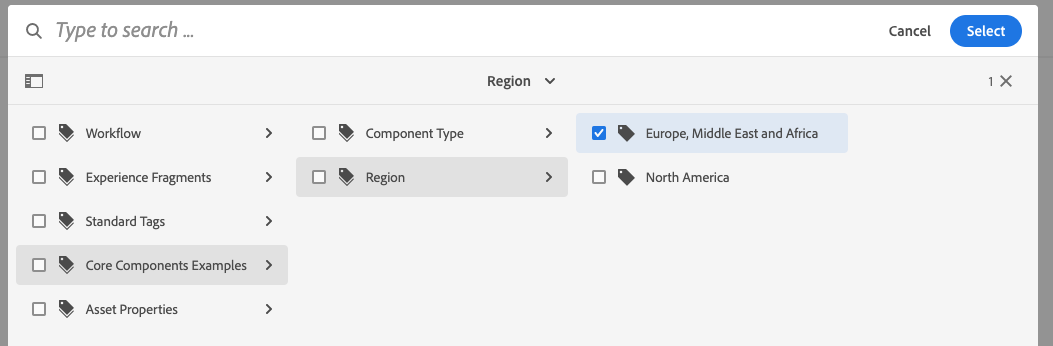 Type to search ...
Cancel
Select
Region
1
Workflow
Component Type
Europe, Middle East and Africa
Experience Fragments
Region
North America
Standard Tags
Core Components Examples
Asset Properties